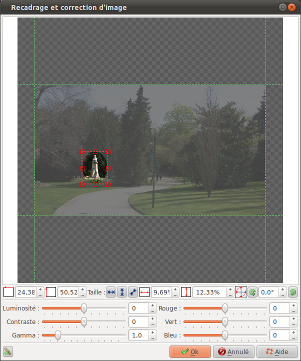 Recadrage et correction d'image
24,38 50,52 Taille : 9,69% 12.33% 0,0°
Luminosité : 0 Rouge : 0
Contraste : 0 Vert : 0
Gamma : 1,0 Bleu : 0
Ok Annulé Aide